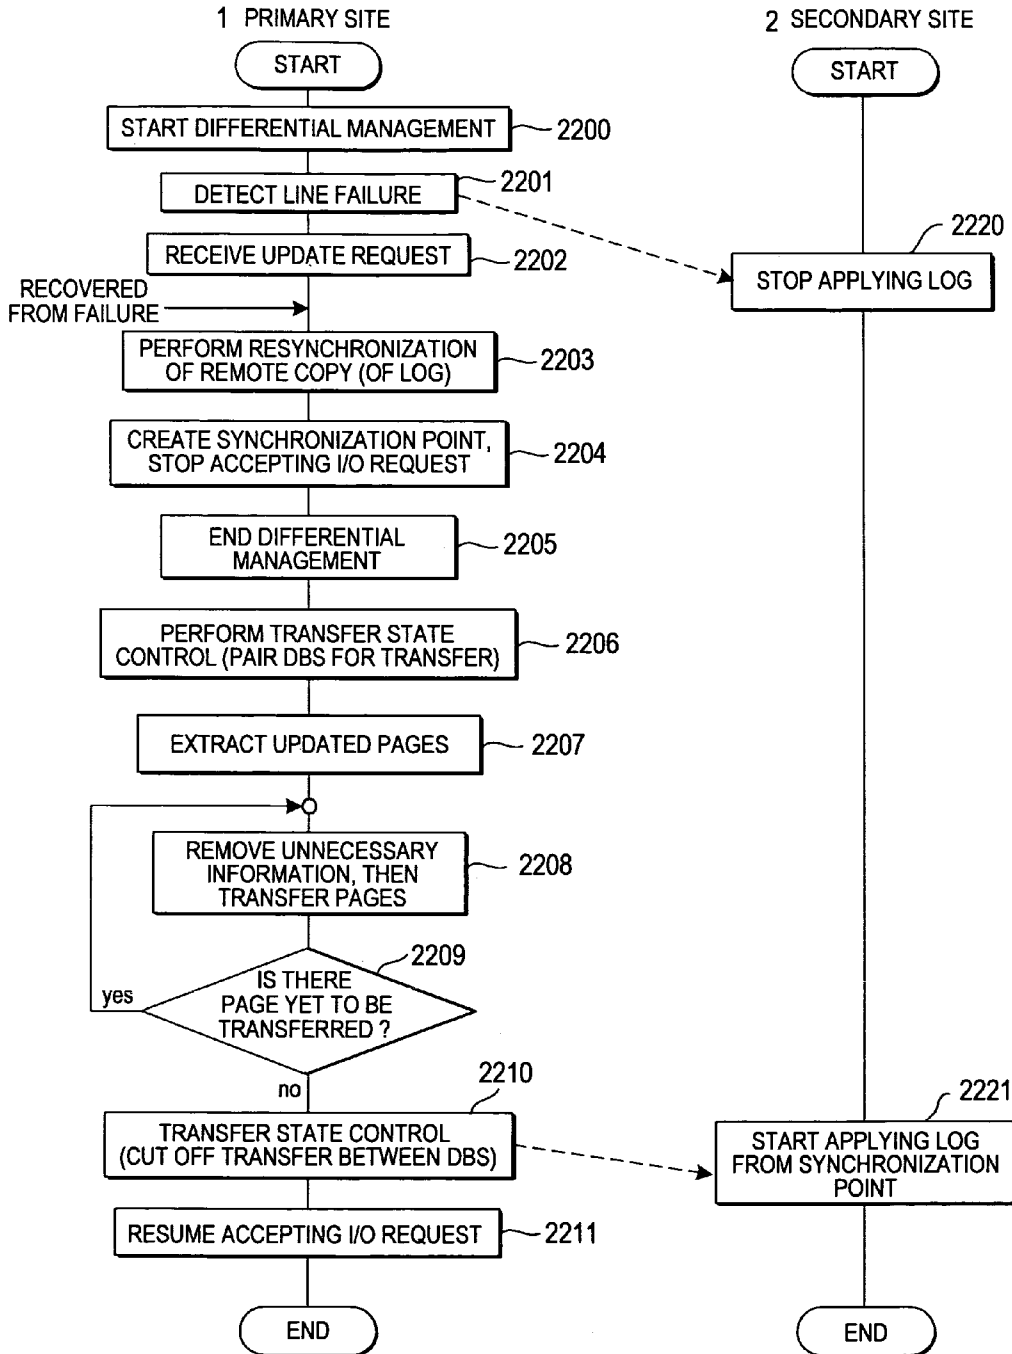 1 PRIMARY SITE
START
START DIFFERENTIAL MANAGEMENT
2200
DETECT LINE FAILURE
2201
RECEIVE UPDATE REQUEST
2202
RECOVERED
FROM FAILURE
PERFORM RESYNCHRONIZATION
OF REMOTE COPY (OF LOG)
2203
CREATE SYNCHRONIZATION POINT,
STOP ACCEPTING I/O REQUEST
2204
END DIFFERENTIAL
MANAGEMENT
2205
PERFORM TRANSFER STATE
CONTROL (PAIR DBS FOR TRANSFER)
2206
EXTRACT UPDATED PAGES
2207
REMOVE UNNECESSARY
INFORMATION, THEN
TRANSFER PAGES
2208
IS THERE
PAGE YET TO BE
TRANSFERRED ?
2209
yes
no
TRANSFER STATE CONTROL
(CUT OFF TRANSFER BETWEEN DBS)
2210
RESUME ACCEPTING I/O REQUEST
2211
END
2 SECONDARY SITE
START
2220
STOP APPLYING LOG
2221
START APPLYING LOG
FROM SYNCHRONIZATION
POINT
END